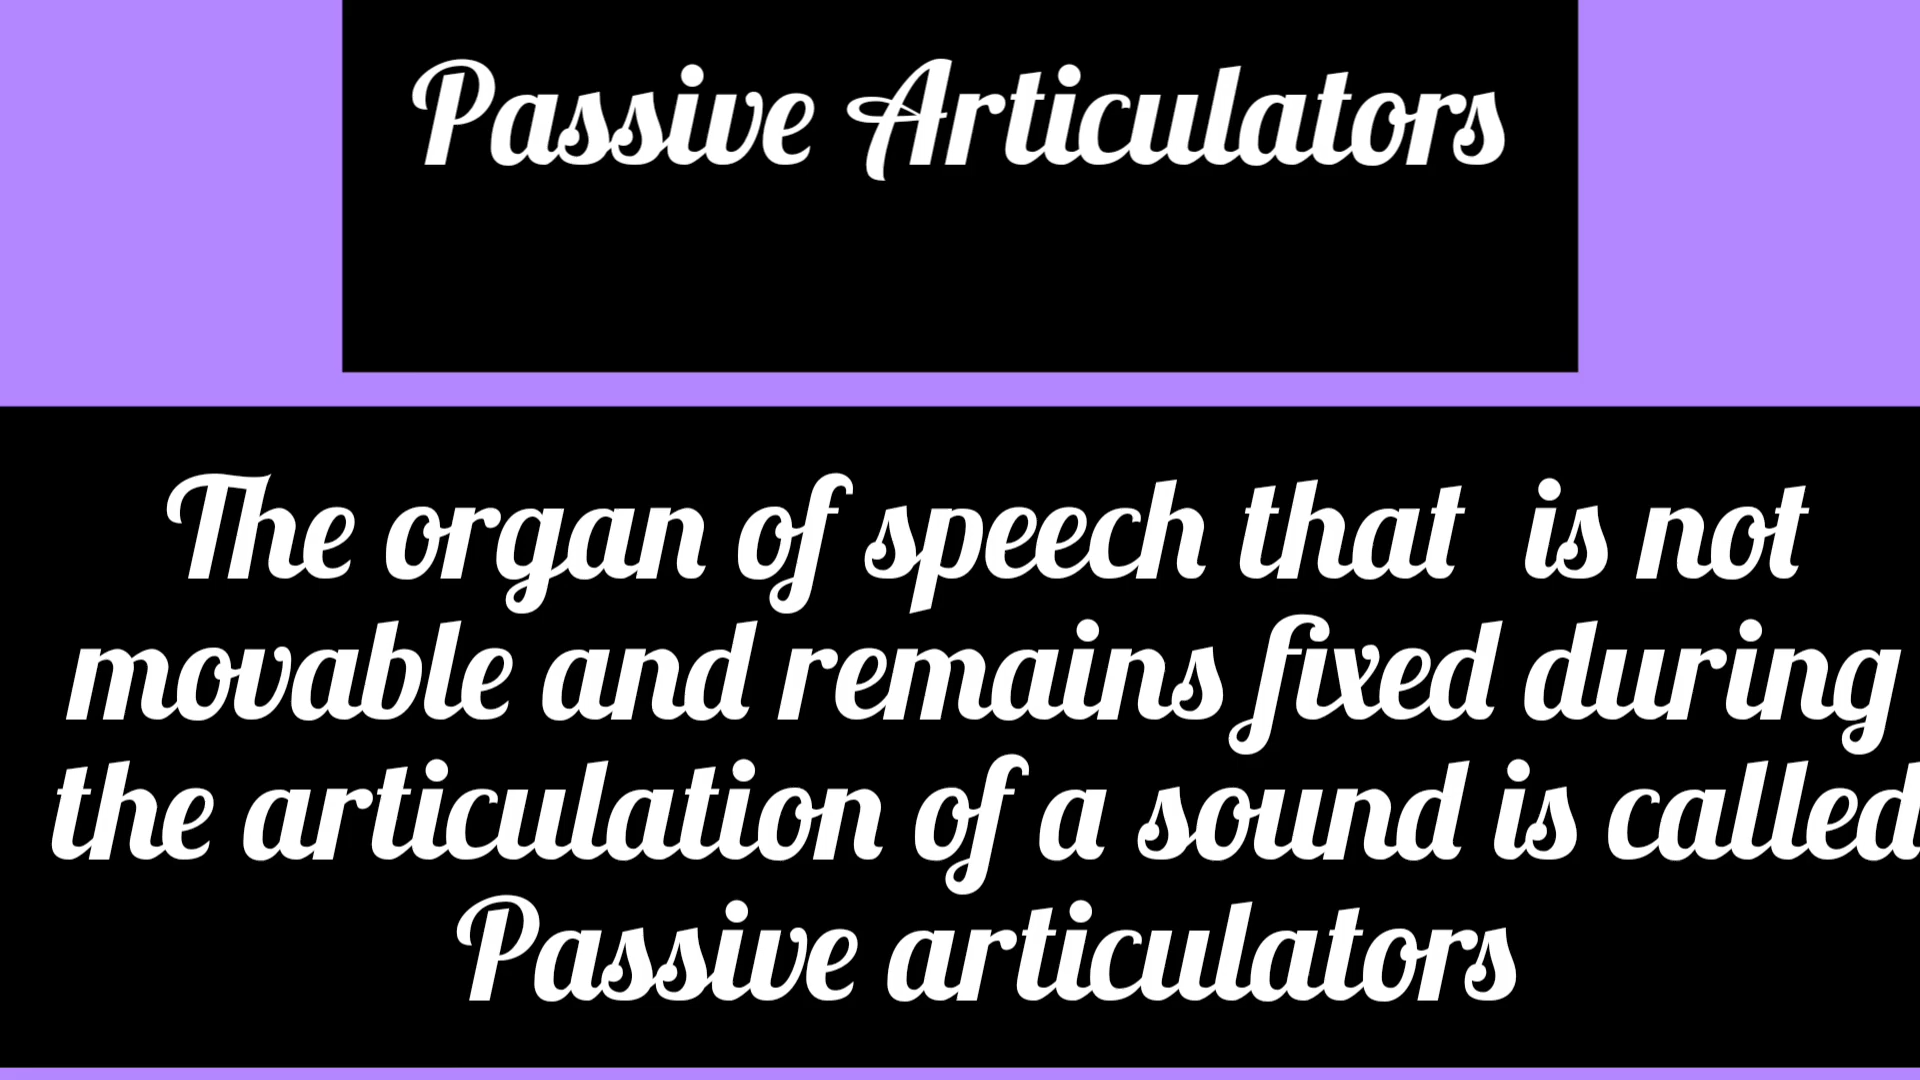 Passive Articulators
The organ of speech that  is not
movable and remains fixed during
the articulation of a sound is called
Passive articulators